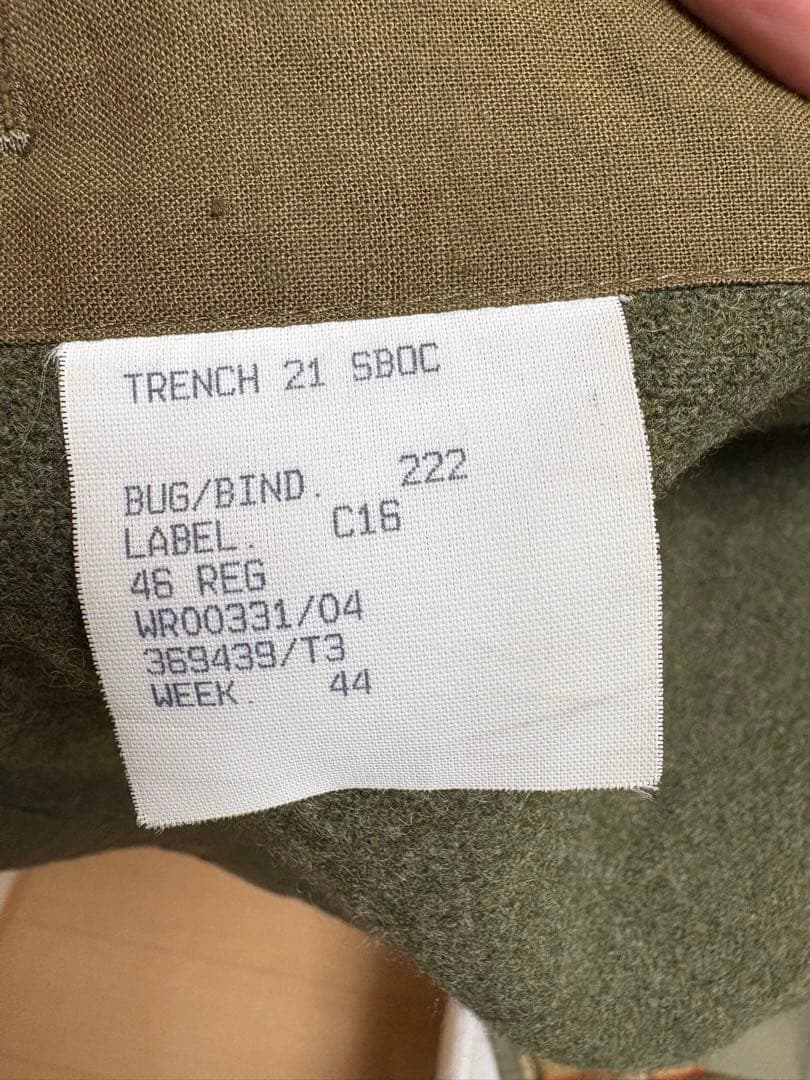 TRENCH 21 SBOC
BUG/BIND. 222
LABEL. C16
46 REG
WR00331/04
369439/T3
WEEK. 44